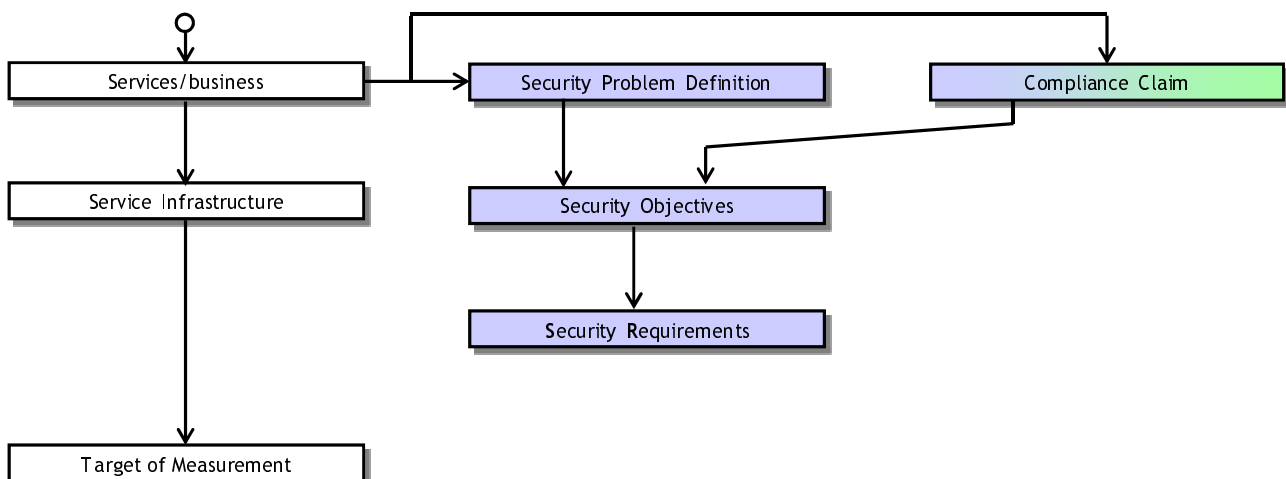 Services/business
Security Problem Definition
Compliance Claim
Service Infrastructure
Security Objectives
Security Requirements
Target of Measurement